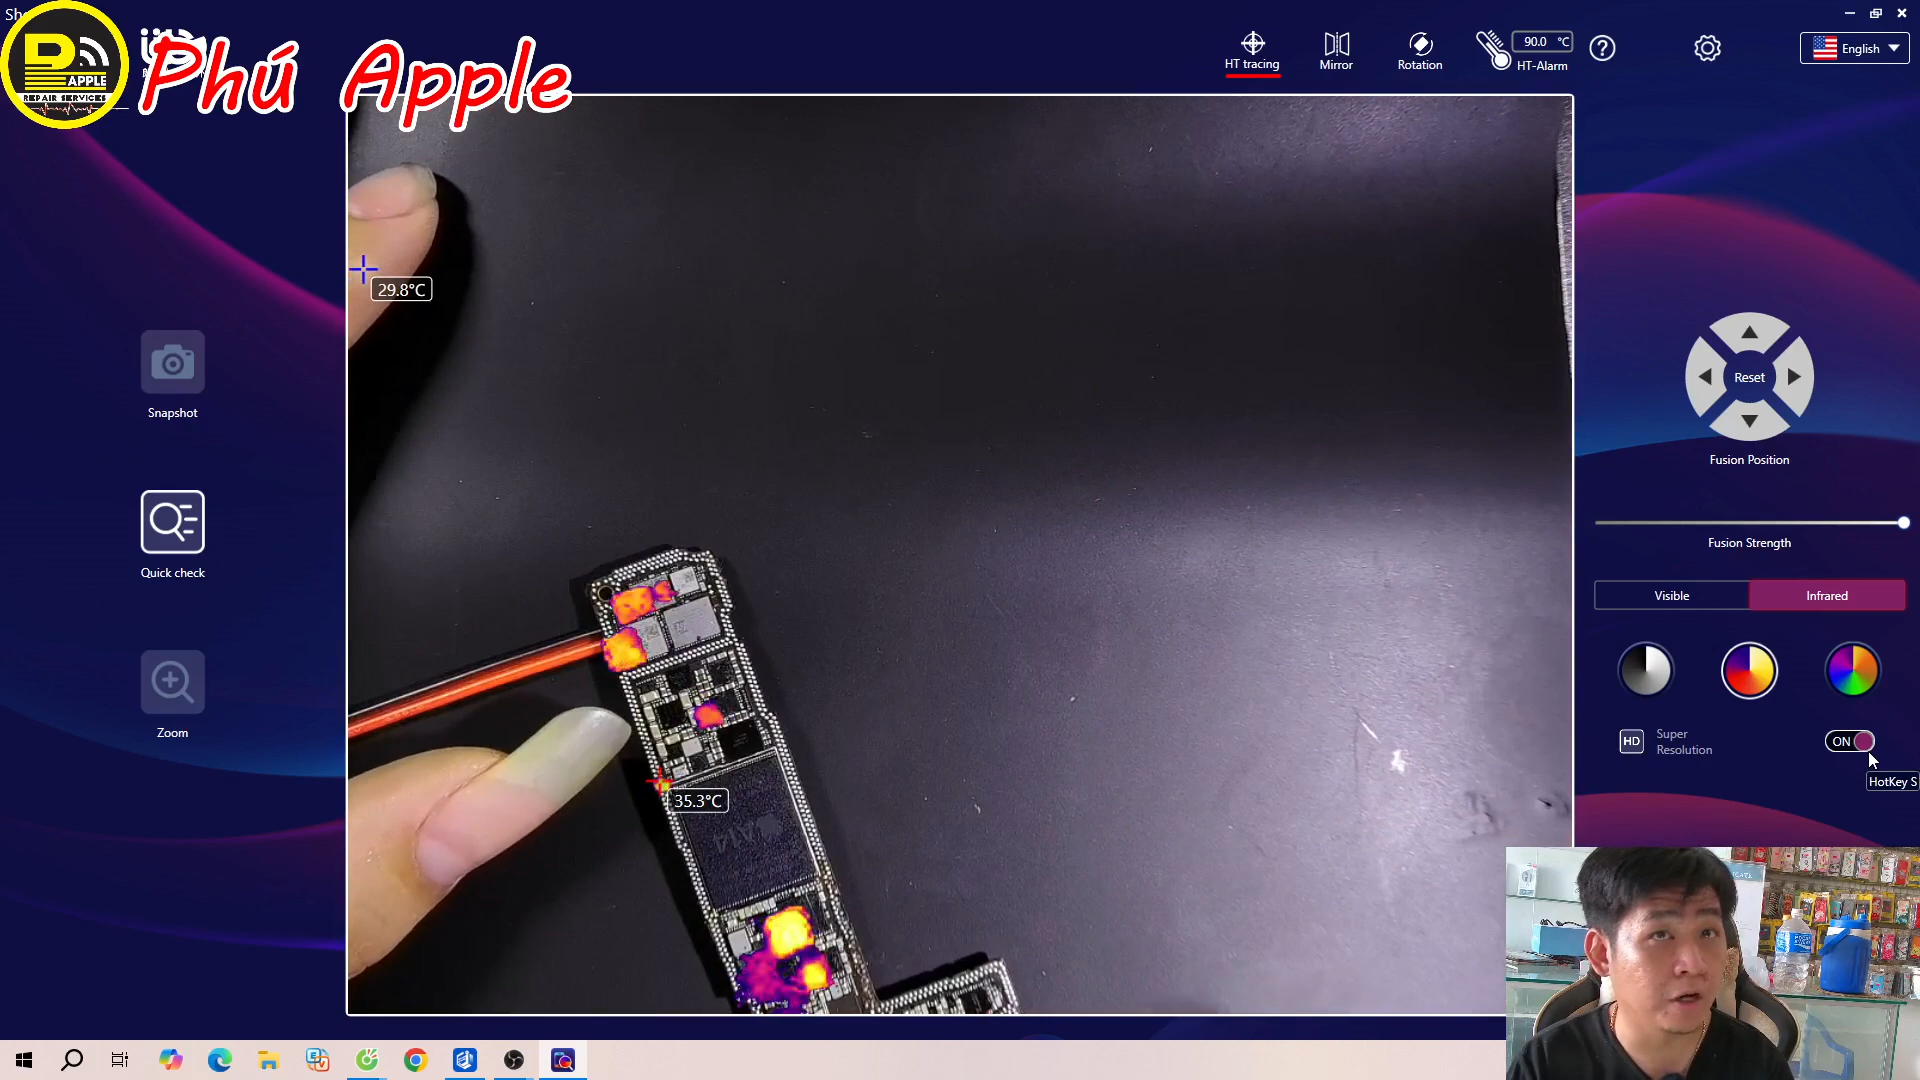 APPLE
REPAIR SERVICES
Phú Apple
HT tracing
Mirror
Rotation
90.0 °C
HT-Alarm
English
29.8°C
Snapshot
Quick check
Zoom
Reset
Fusion Position
Fusion Strength
Visible
Infrared
HD
Super
Resolution
ON
HotKey S
35.3°C
A14